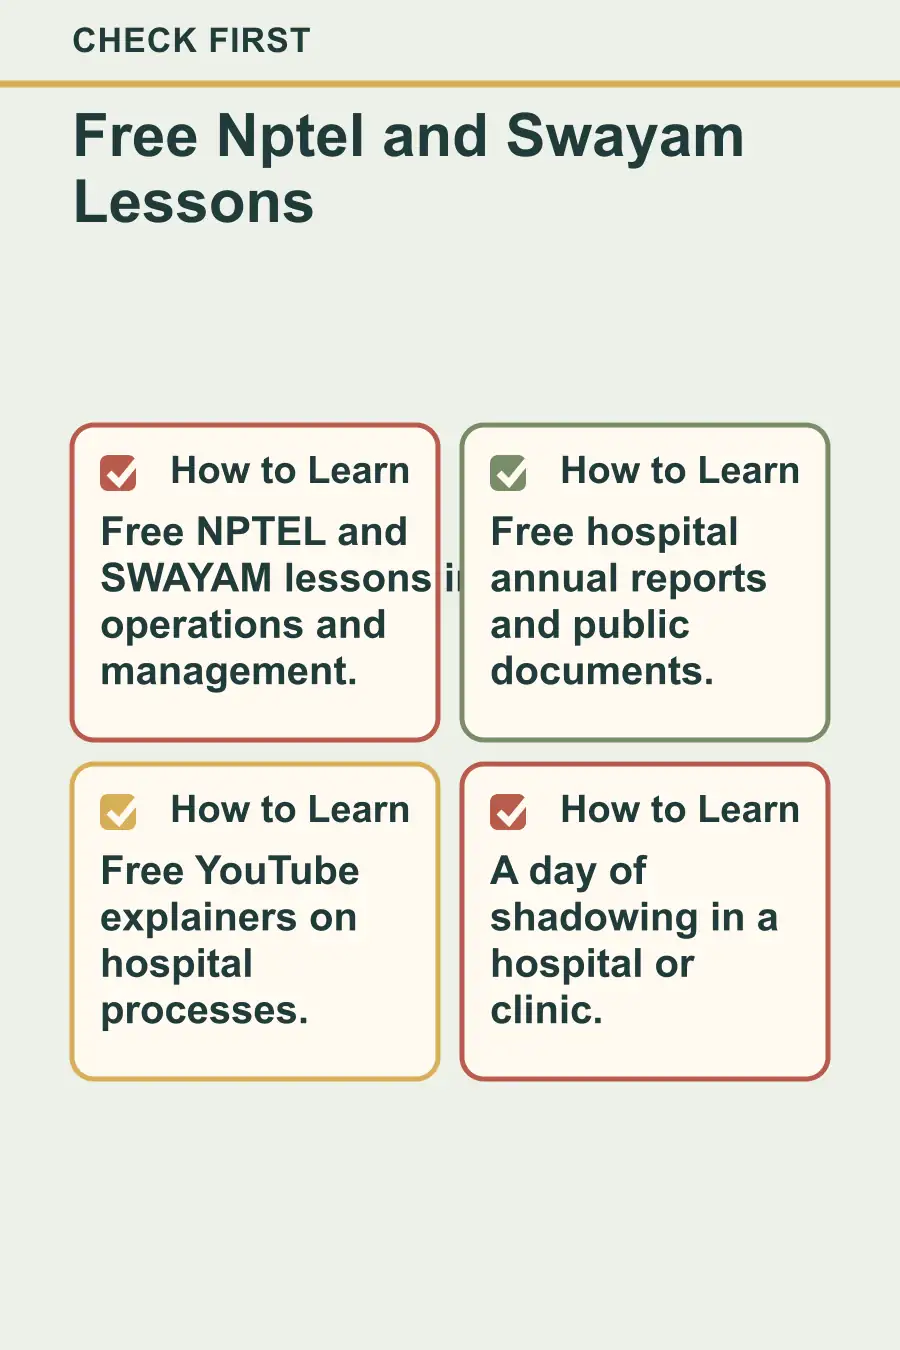 CHECK FIRST
Free Nptel and Swayam
Lessons
How to Learn
Free NPTEL and
SWAYAM lessons
operations and
management.
How to Learn
Free hospital
annual reports
and public
documents.
How to Learn
Free YouTube
explainers on
hospital
processes.
How to Learn
A day of
shadowing in a
hospital or
clinic.